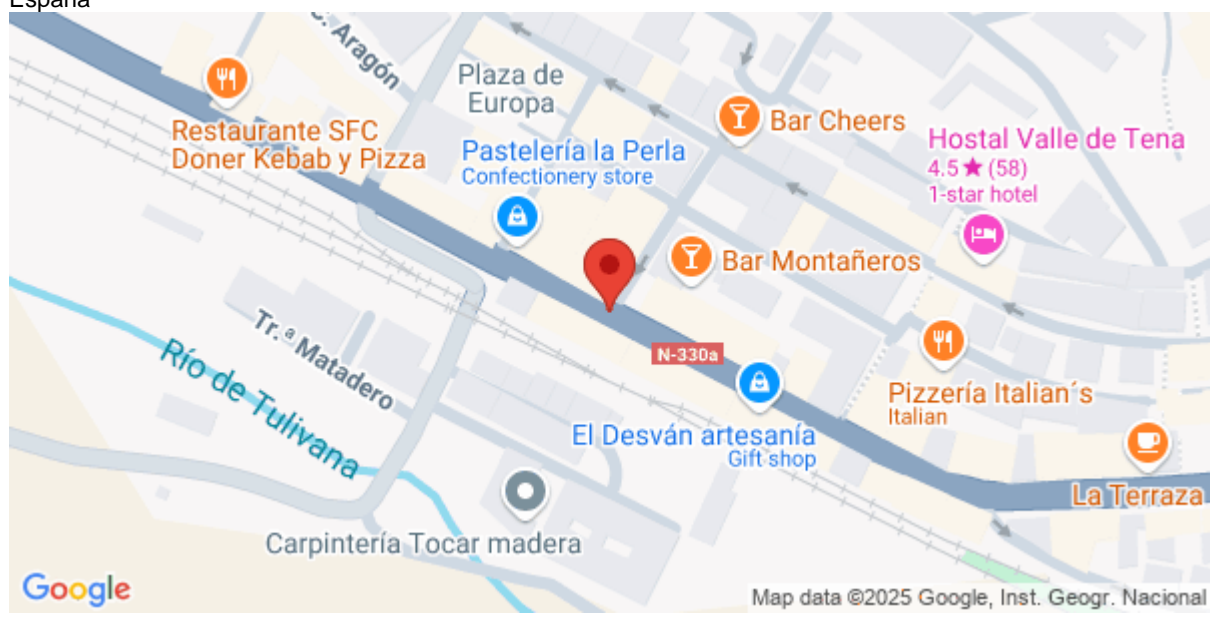 España
C. Aragón
Plaza de
Europa
Restaurante SFC
Doner Kebab y Pizza
Pastelería la Perla
Confectionery store
Bar Cheers
Hostal Valle de Tena
4.5★ (58)
1-star hotel
Bar Montañeros
Tr.ª Matadero
Río de Tulivana
N-330a
Pizzería Italian´s
Italian
El Desván artesanía
Gift shop
La Terraza
Carpintería Tocar madera
Google
Map data ©2025 Google, Inst. Geogr. Nacional